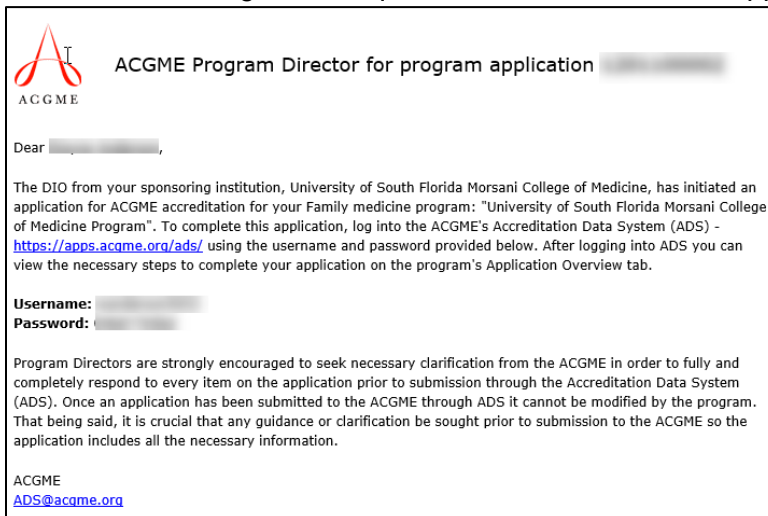 ACGME
ACGME Program Director for program application
Dear ,
The DIO from your sponsoring institution, University of South Florida Morsani College of Medicine, has initiated an
application for ACGME accreditation for your Family medicine program: "University of South Florida Morsani College
of Medicine Program". To complete this application, log into the ACGME's Accreditation Data System (ADS) -
https://apps.acgme.org/ads/ using the username and password provided below. After logging into ADS you can
view the necessary steps to complete your application on the program's Application Overview tab.
Username:
Password:
Program Directors are strongly encouraged to seek necessary clarification from the ACGME in order to fully and
completely respond to every item on the application prior to submission through the Accreditation Data System
(ADS). Once an application has been submitted to the ACGME through ADS it cannot be modified by the program.
That being said, it is crucial that any guidance or clarification be sought prior to submission to the ACGME so the
application includes all the necessary information.
ACGME
ADS@acgme.org